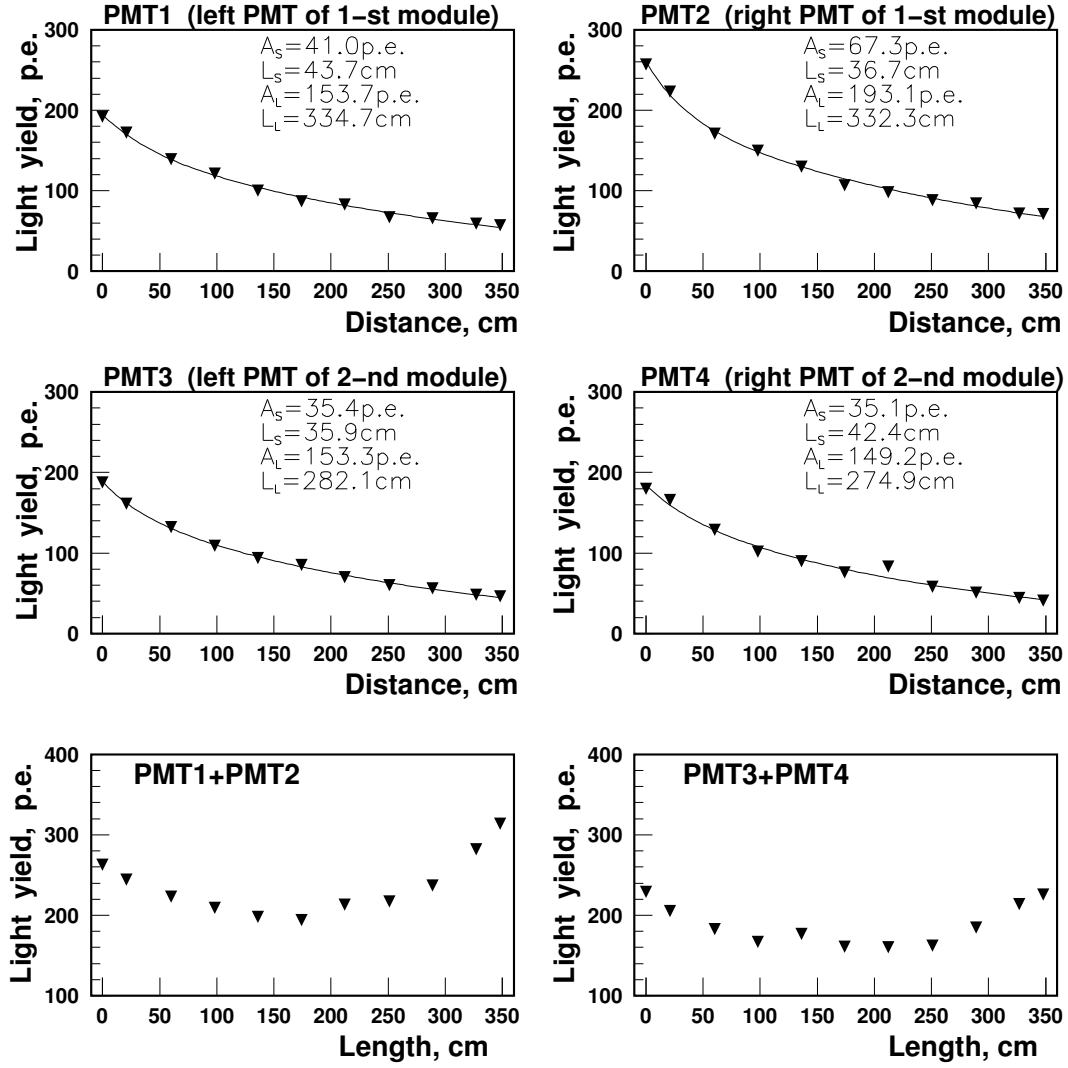 PMT1 (left PMT of 1−st module)
Light yield, p.e.
300
200
100
0
A_S=41.0p.e.
L_S=43.7cm
A_L=153.7p.e.
L_L=334.7cm
0 50 100 150 200 250 300 350
Distance, cm
PMT2 (right PMT of 1−st module)
Light yield, p.e.
300
200
100
0
A_S=67.3p.e.
L_S=36.7cm
A_L=193.1p.e.
L_L=332.3cm
0 50 100 150 200 250 300 350
Distance, cm
PMT3 (left PMT of 2−nd module)
Light yield, p.e.
300
200
100
0
A_S=35.4p.e.
L_S=35.9cm
A_L=153.3p.e.
L_L=282.1cm
0 50 100 150 200 250 300 350
Distance, cm
PMT4 (right PMT of 2−nd module)
Light yield, p.e.
300
200
100
0
A_S=35.1p.e.
L_S=42.4cm
A_L=149.2p.e.
L_L=274.9cm
0 50 100 150 200 250 300 350
Distance, cm
PMT1+PMT2
Light yield, p.e.
400
300
200
100
0 50 100 150 200 250 300 350
Length, cm
PMT3+PMT4
Light yield, p.e.
400
300
200
100
0 50 100 150 200 250 300 350
Length, cm